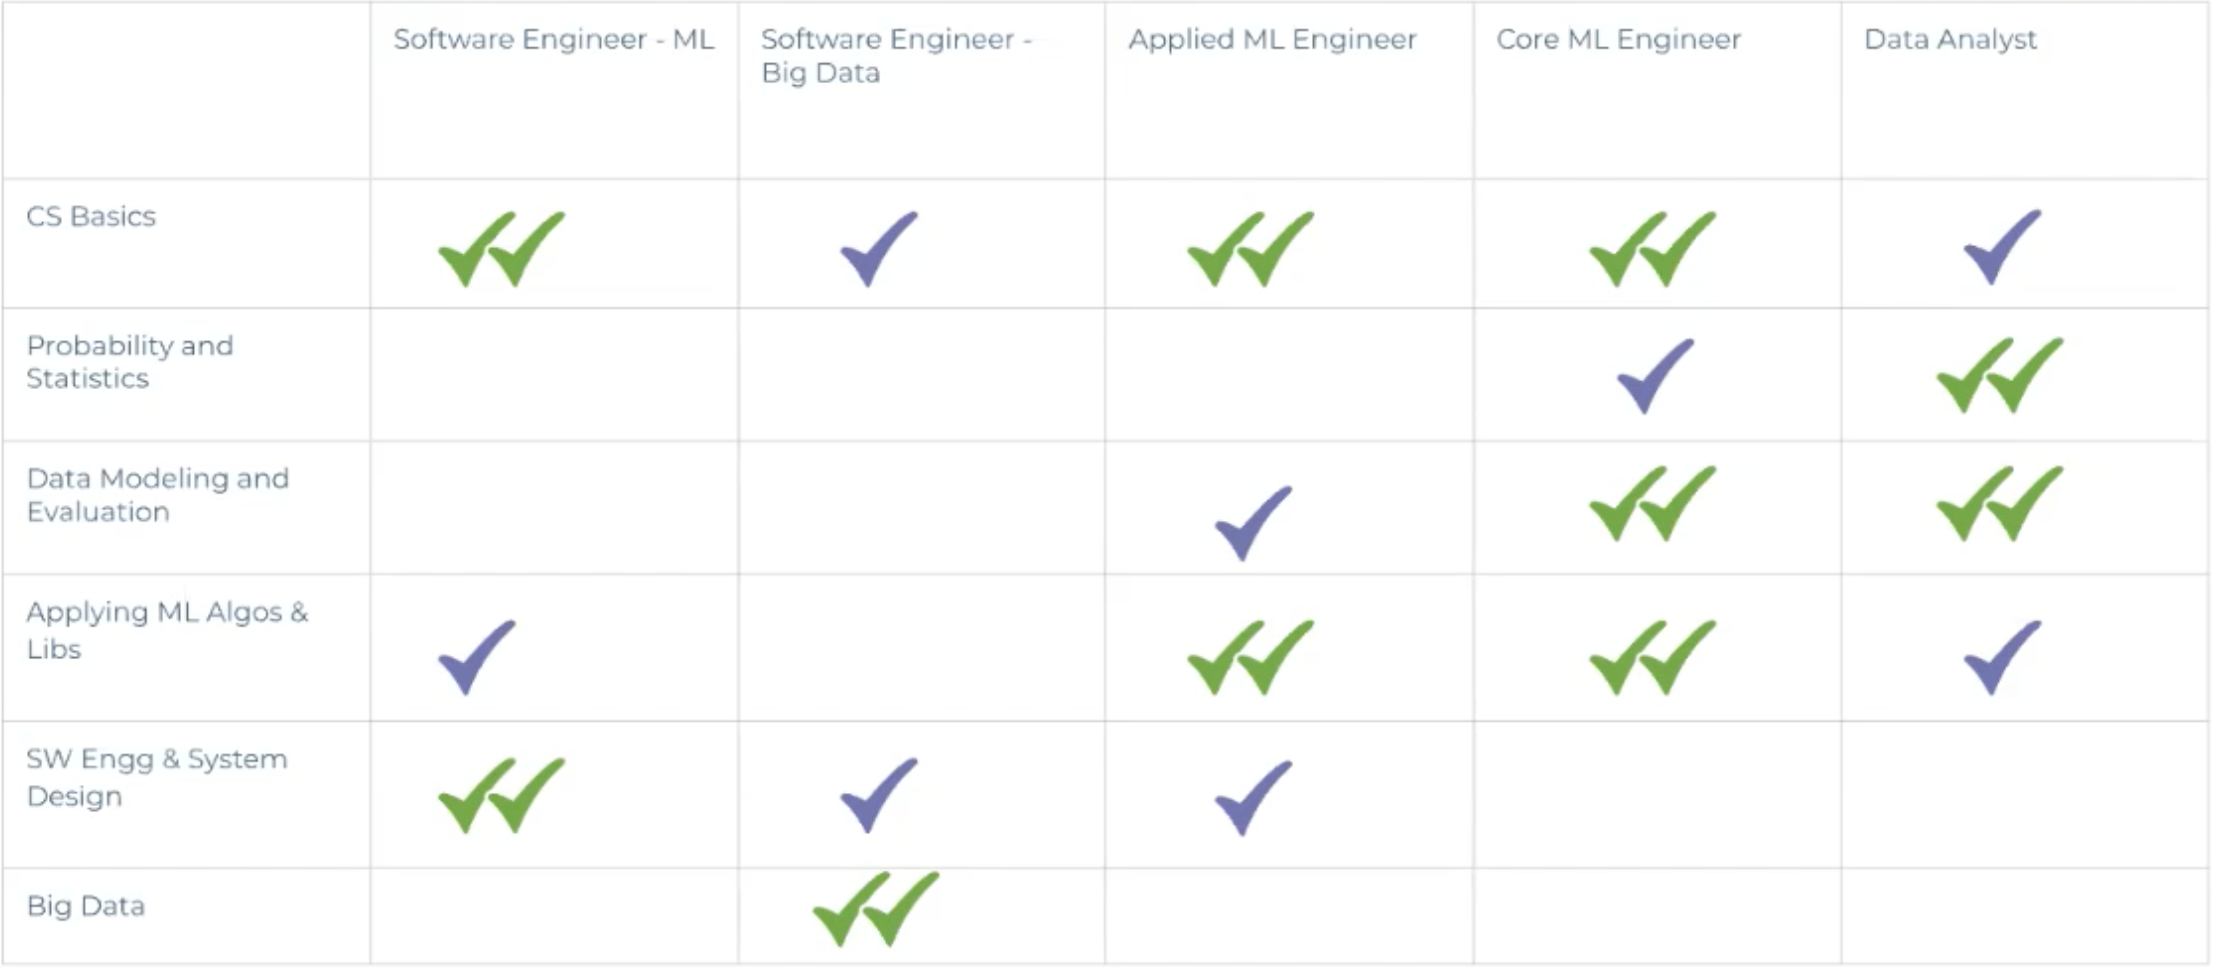 Software Engineer - ML
Software Engineer -
Big Data
Applied ML Engineer
Core ML Engineer
Data Analyst
CS Basics
Probability and
Statistics
Data Modeling and
Evaluation
Applying ML Algos &
Libs
SW Engg & System
Design
Big Data